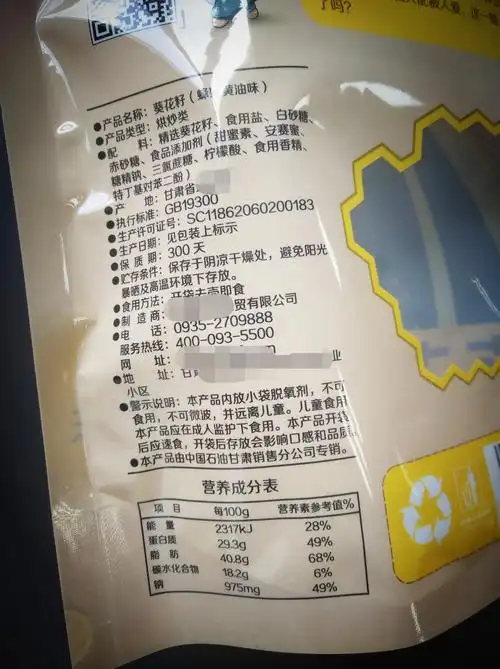 了吗?
●产品名称：葵花籽（蜂蜜黄油味）
●产品类型：烘炒类
●配　　料：精选葵花籽、食用盐、白砂糖、
赤砂糖、食品添加剂（甜蜜素、安赛蜜、
糖精钠、三氯蔗糖、柠檬酸、食用香精、
特丁基对苯二酚）
●产　　地：甘肃省
●执行标准：GB19300
●生产许可证号：SC11862060200183
●生产日期：见包装上标示
●保 质 期：300 天
●贮存条件：保存于阴凉干燥处，避免阳光
暴晒及高温环境下存放。
●食用方法：开袋去壳即食
●制 造 商：　　　贸有限公司
●电　　话：0935-2709888
服务热线：400-093-5500
网　　址：
●地　　址：甘肃　　　业
小区
●警示说明：本产品内放小袋脱氧剂，不可
食用，不可微波，并远离儿童。儿童食用
本产品应在成人监护下食用。本产品开袋
后应速食，开袋后存放会影响口感和品质。
●本产品由中国石油甘肃销售分公司专销。
营养成分表
项 目 每100g 营养素参考值%
能 量 2317kJ 28%
蛋白质 29.3g 49%
脂 肪 40.8g 68%
碳水化合物 18.2g 6%
钠 975mg 49%